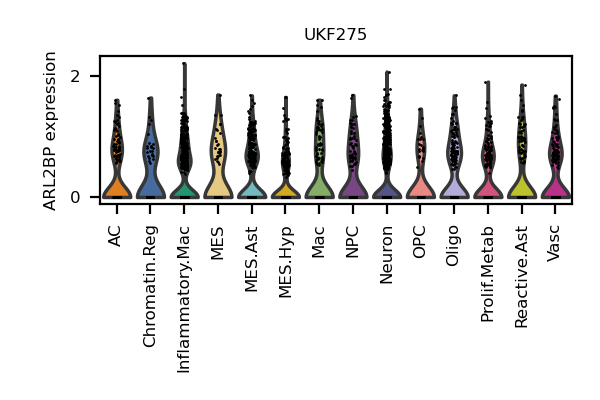 UKF275
ARL2BP expression
2
0
AC
Chromatin.Reg
Inflammatory.Mac
MES
MES.Ast
MES.Hyp
Mac
NPC
Neuron
OPC
Oligo
Prolif.Metab
Reactive.Ast
Vasc